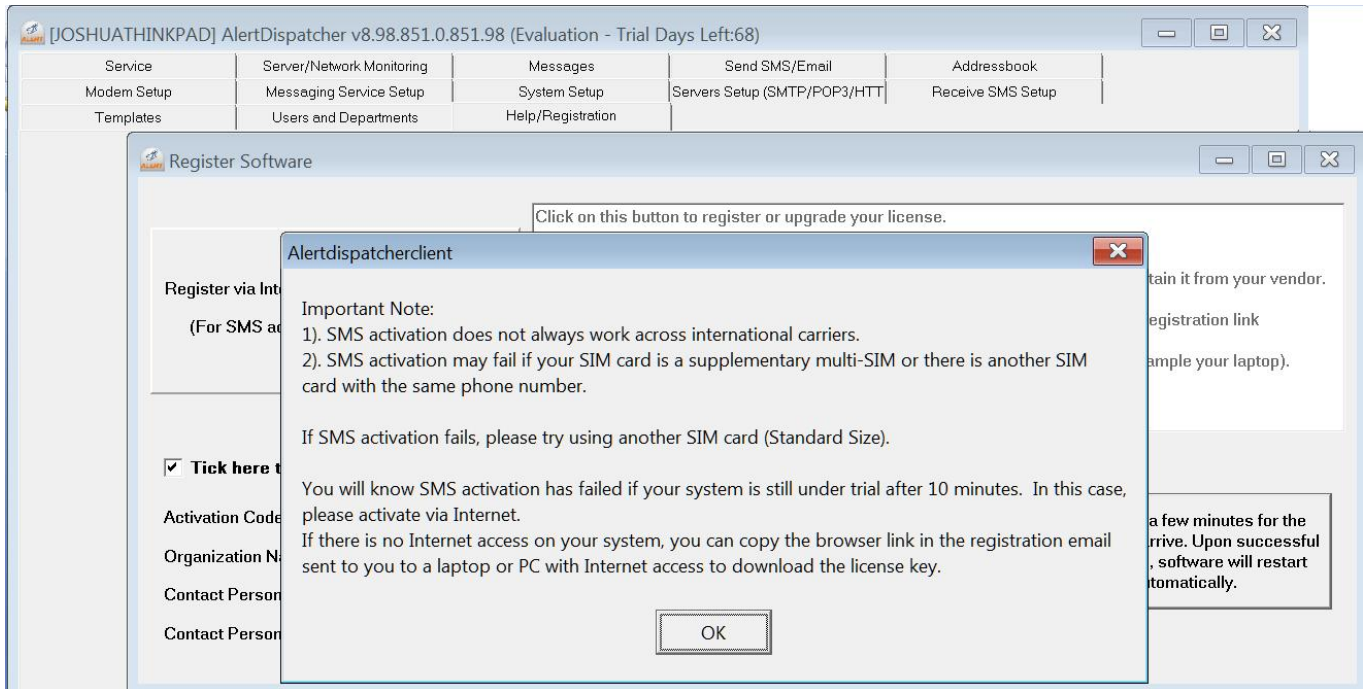 [JOSHUATHINKPAD] AlertDispatcher v8.98.851.0.851.98 (Evaluation - Trial Days Left:68)
Service Server/Network Monitoring Messages Send SMS/Email Addressbook
Modem Setup Messaging Service Setup System Setup Servers Setup (SMTP/POP3/HTT Receive SMS Setup
Templates Users and Departments Help/Registration
ALERT Register Software
Click on this button to register or upgrade your license.
Alertdispatcherclient
Register via Int
(For SMS a
tain it from your vendor.
egistration link
ample your laptop).
Important Note:
1). SMS activation does not always work across international carriers.
2). SMS activation may fail if your SIM card is a supplementary multi-SIM or there is another SIM
card with the same phone number.
If SMS activation fails, please try using another SIM card (Standard Size).
You will know SMS activation has failed if your system is still under trial after 10 minutes.  In this case,
please activate via Internet.
If there is no Internet access on your system, you can copy the browser link in the registration email
sent to you to a laptop or PC with Internet access to download the license key.
OK
Tick here t
Activation Code
Organization N
Contact Person
Contact Person
a few minutes for the
rrive. Upon successful
, software will restart
tomatically.